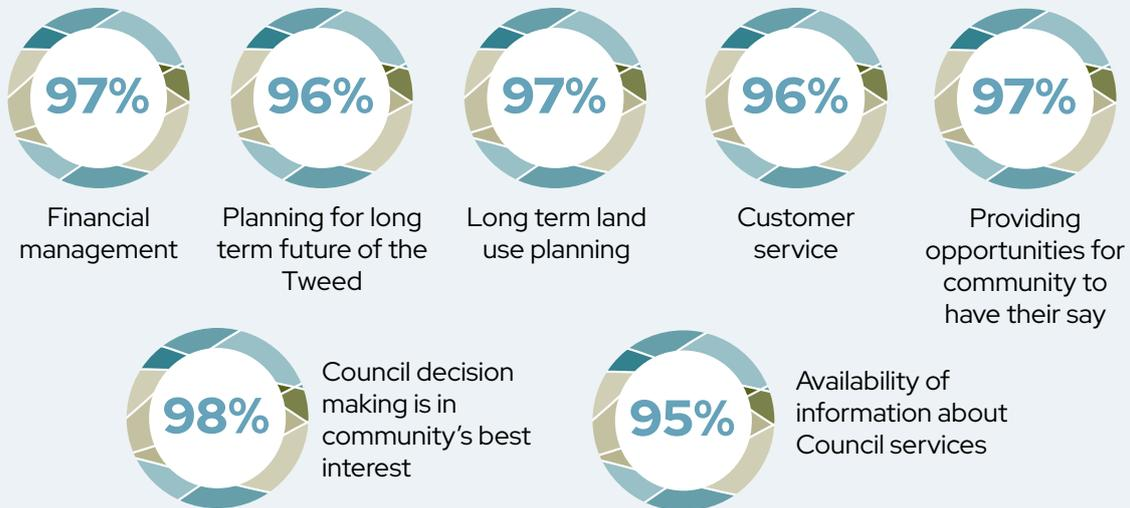 97%
Financial
management
96%
Planning for long
term future of the
Tweed
97%
Long term land
use planning
96%
Customer
service
97%
Providing
opportunities for
community to
have their say
98%
Council decision
making is in
community’s best
interest
95%
Availability of
information about
Council services